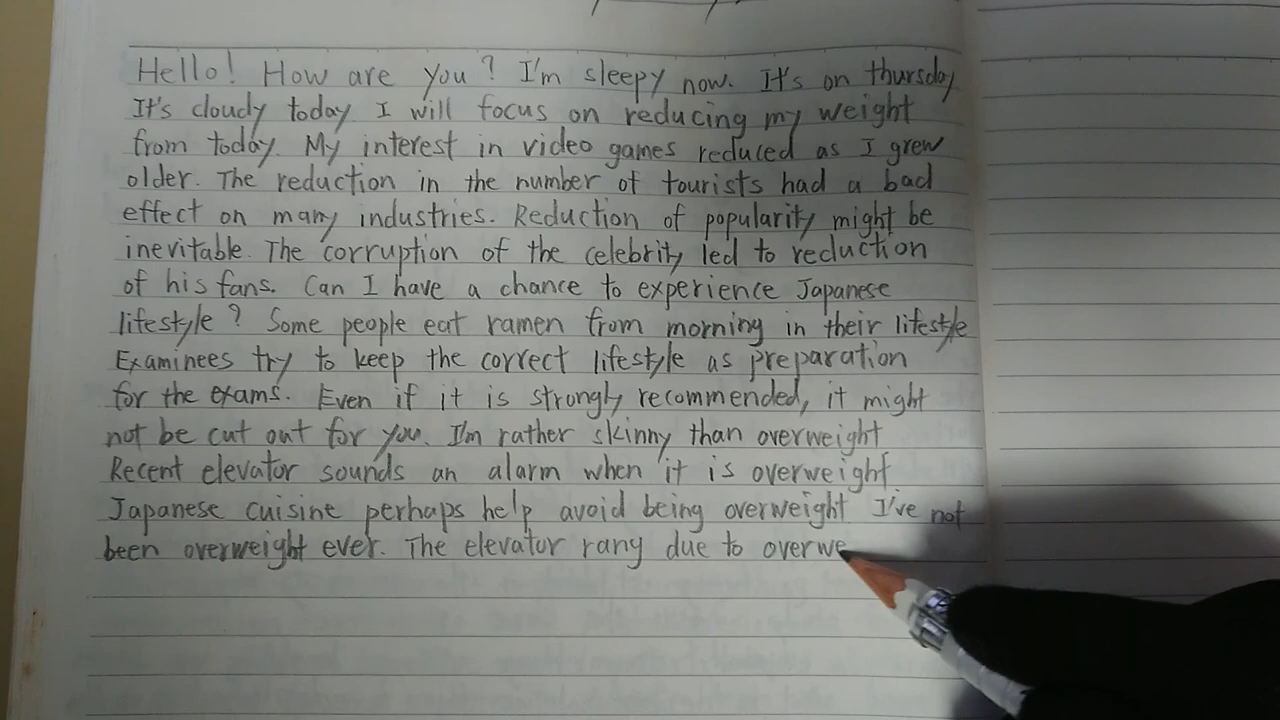 Hello! How are you? I'm sleepy now. It's on thursday
It's cloudy today. I will focus on reducing my weight
from today. My interest in video games reduced as I grew
older. The reduction in the number of tourists had a bad
effect on many industries. Reduction of popularity might be
inevitable. The corruption of the celebrity led to reduction
of his fans. Can I have a chance to experience Japanese
lifestyle? Some people eat ramen from morning in their lifestyle
Examinees try to keep the correct lifestyle as preparation
for the exams. Even if it is strongly recommended, it might
not be cut out for you. I'm rather skinny than overweight
Recent elevator sounds an alarm when it is overweight
Japanese cuisine perhaps help avoid being overweight I've not
been overweight ever. The elevator rang due to overwe